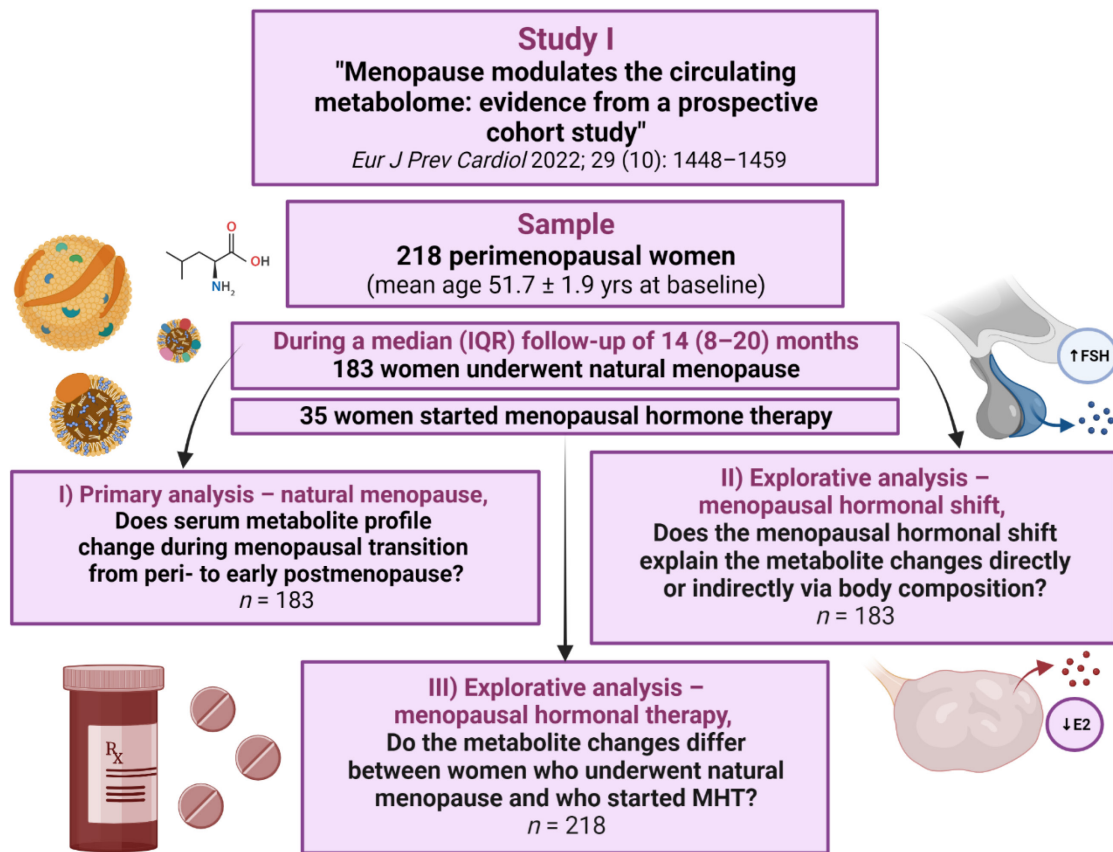 Study I
"Menopause modulates the circulating
metabolome: evidence from a prospective
cohort study"
Eur J Prev Cardiol 2022; 29 (10): 1448–1459
Sample
218 perimenopausal women
(mean age 51.7 ± 1.9 yrs at baseline)
O
OH
NH₂
During a median (IQR) follow-up of 14 (8–20) months
183 women underwent natural menopause
35 women started menopausal hormone therapy
↑FSH
I) Primary analysis – natural menopause,
Does serum metabolite profile
change during menopausal transition
from peri- to early postmenopause?
n = 183
II) Explorative analysis –
menopausal hormonal shift,
Does the menopausal hormonal shift
explain the metabolite changes directly
or indirectly via body composition?
n = 183
III) Explorative analysis –
menopausal hormonal therapy,
Do the metabolite changes differ
between women who underwent natural
menopause and who started MHT?
n = 218
Rx
↓E2